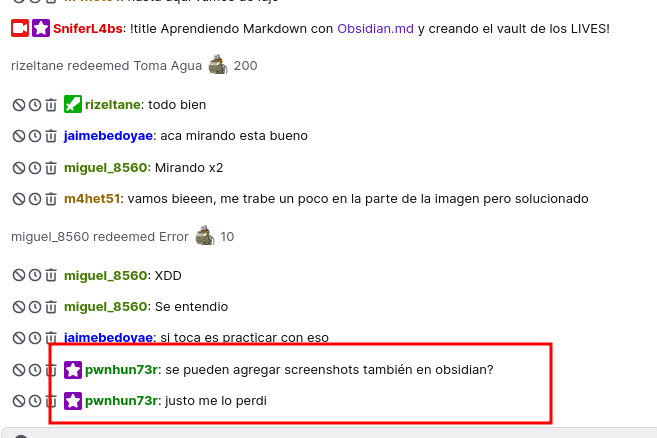 SniferL4bs: !title Aprendiendo Markdown con Obsidian.md y creando el vault de los LIVES!
rizeltane redeemed Toma Agua 200
rizeltane: todo bien
jaimebedoyae: aca mirando esta bueno
miguel_8560: Mirando x2
m4het51: vamos bieeen, me trabe un poco en la parte de la imagen pero solucionado
miguel_8560 redeemed Error 10
miguel_8560: XDD
miguel_8560: Se entendio
jaimebedoyae: si toca es practicar con eso
pwnhun73r: se pueden agregar screenshots también en obsidian?
pwnhun73r: justo me lo perdi